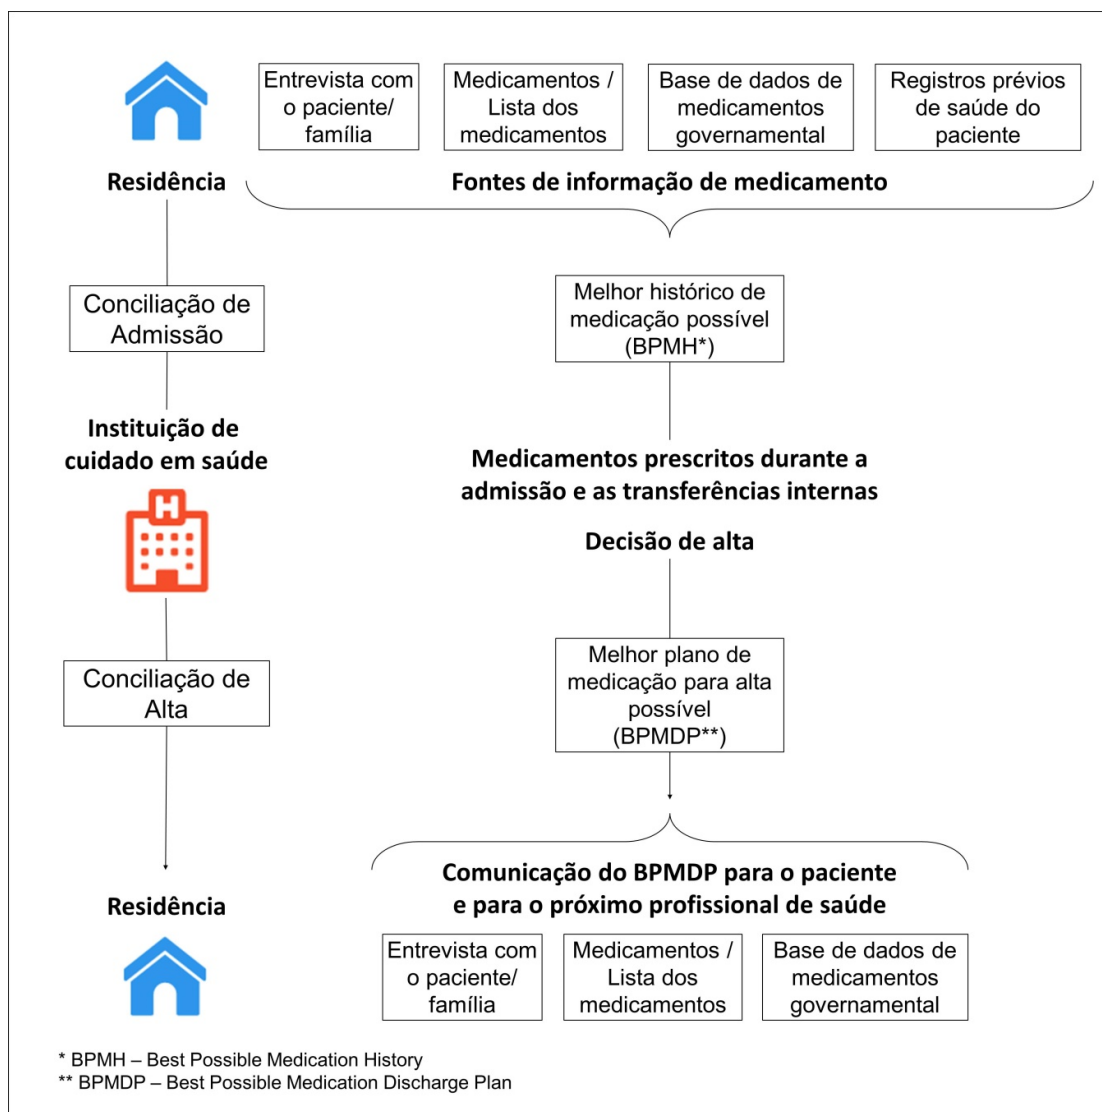 Entrevista com
o paciente/
família
Medicamentos /
Lista dos
medicamentos
Base de dados de
medicamentos
governamental
Registros prévios
de saúde do
paciente
Residência
Fontes de informação de medicamento
Conciliação de
Admissão
Melhor histórico de
medicação possível
(BPMH*)
Instituição de
cuidado em saúde
H
Medicamentos prescritos durante a
admissão e as transferências internas
Decisão de alta
Conciliação de
Alta
Melhor plano de
medicação para alta
possível
(BPMDP**)
Residência
Comunicação do BPMDP para o paciente
e para o próximo profissional de saúde
Entrevista com
o paciente/
família
Medicamentos /
Lista dos
medicamentos
Base de dados de
medicamentos
governamental
* BPMH – Best Possible Medication History
** BPMDP – Best Possible Medication Discharge Plan